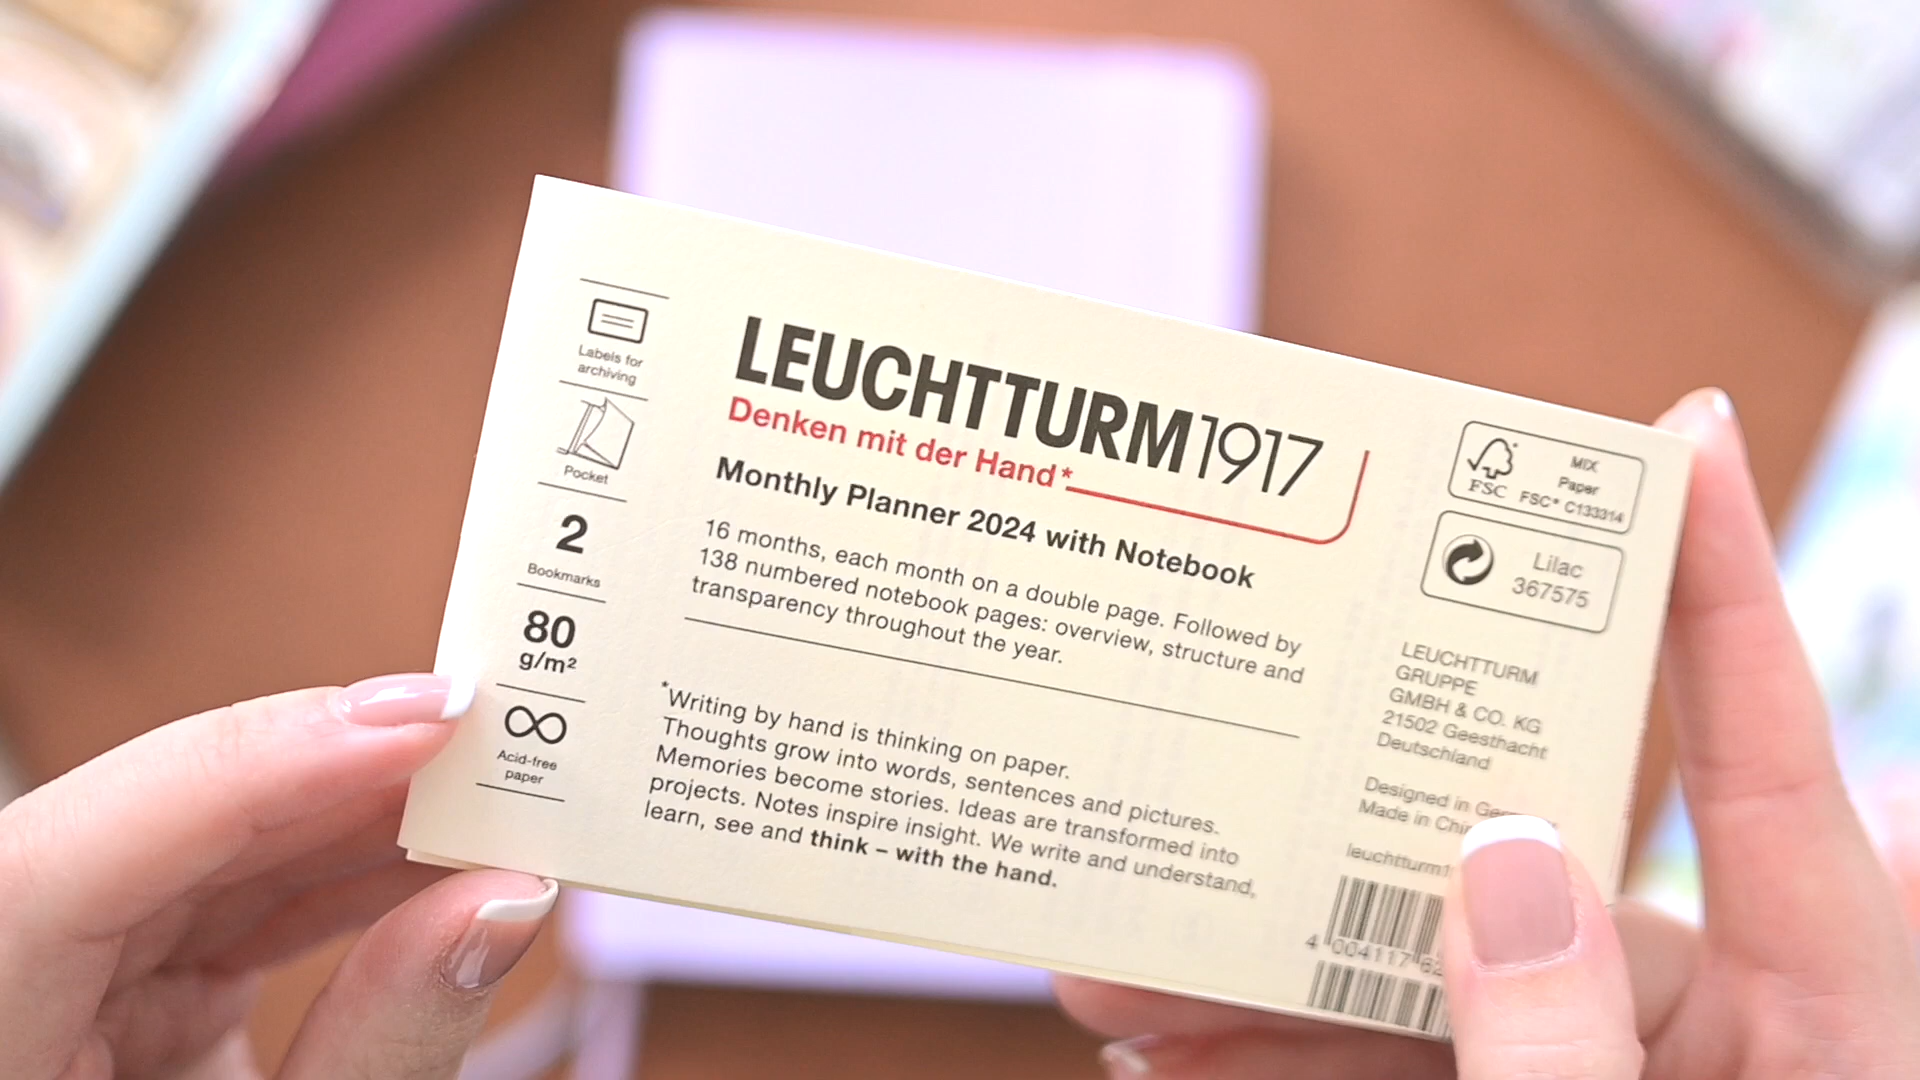 Labels for
archiving
Pocket
2
Bookmarks
80
g/m²
Acid-free
paper
LEUCHTTURM1917
Denken mit der Hand*
Monthly Planner 2024 with Notebook
16 months, each month on a double page. Followed by
138 numbered notebook pages: overview, structure and
transparency throughout the year.
*Writing by hand is thinking on paper.
Thoughts grow into words, sentences and pictures.
Memories become stories. Ideas are transformed into
projects. Notes inspire insight. We write and understand,
learn, see and think – with the hand.
FSC
MIX
Paper
FSC® C133314
Lilac
367575
LEUCHTTURM
GRUPPE
GMBH & CO. KG
21502 Geesthacht
Deutschland
Designed in
Made in
4 004117 62